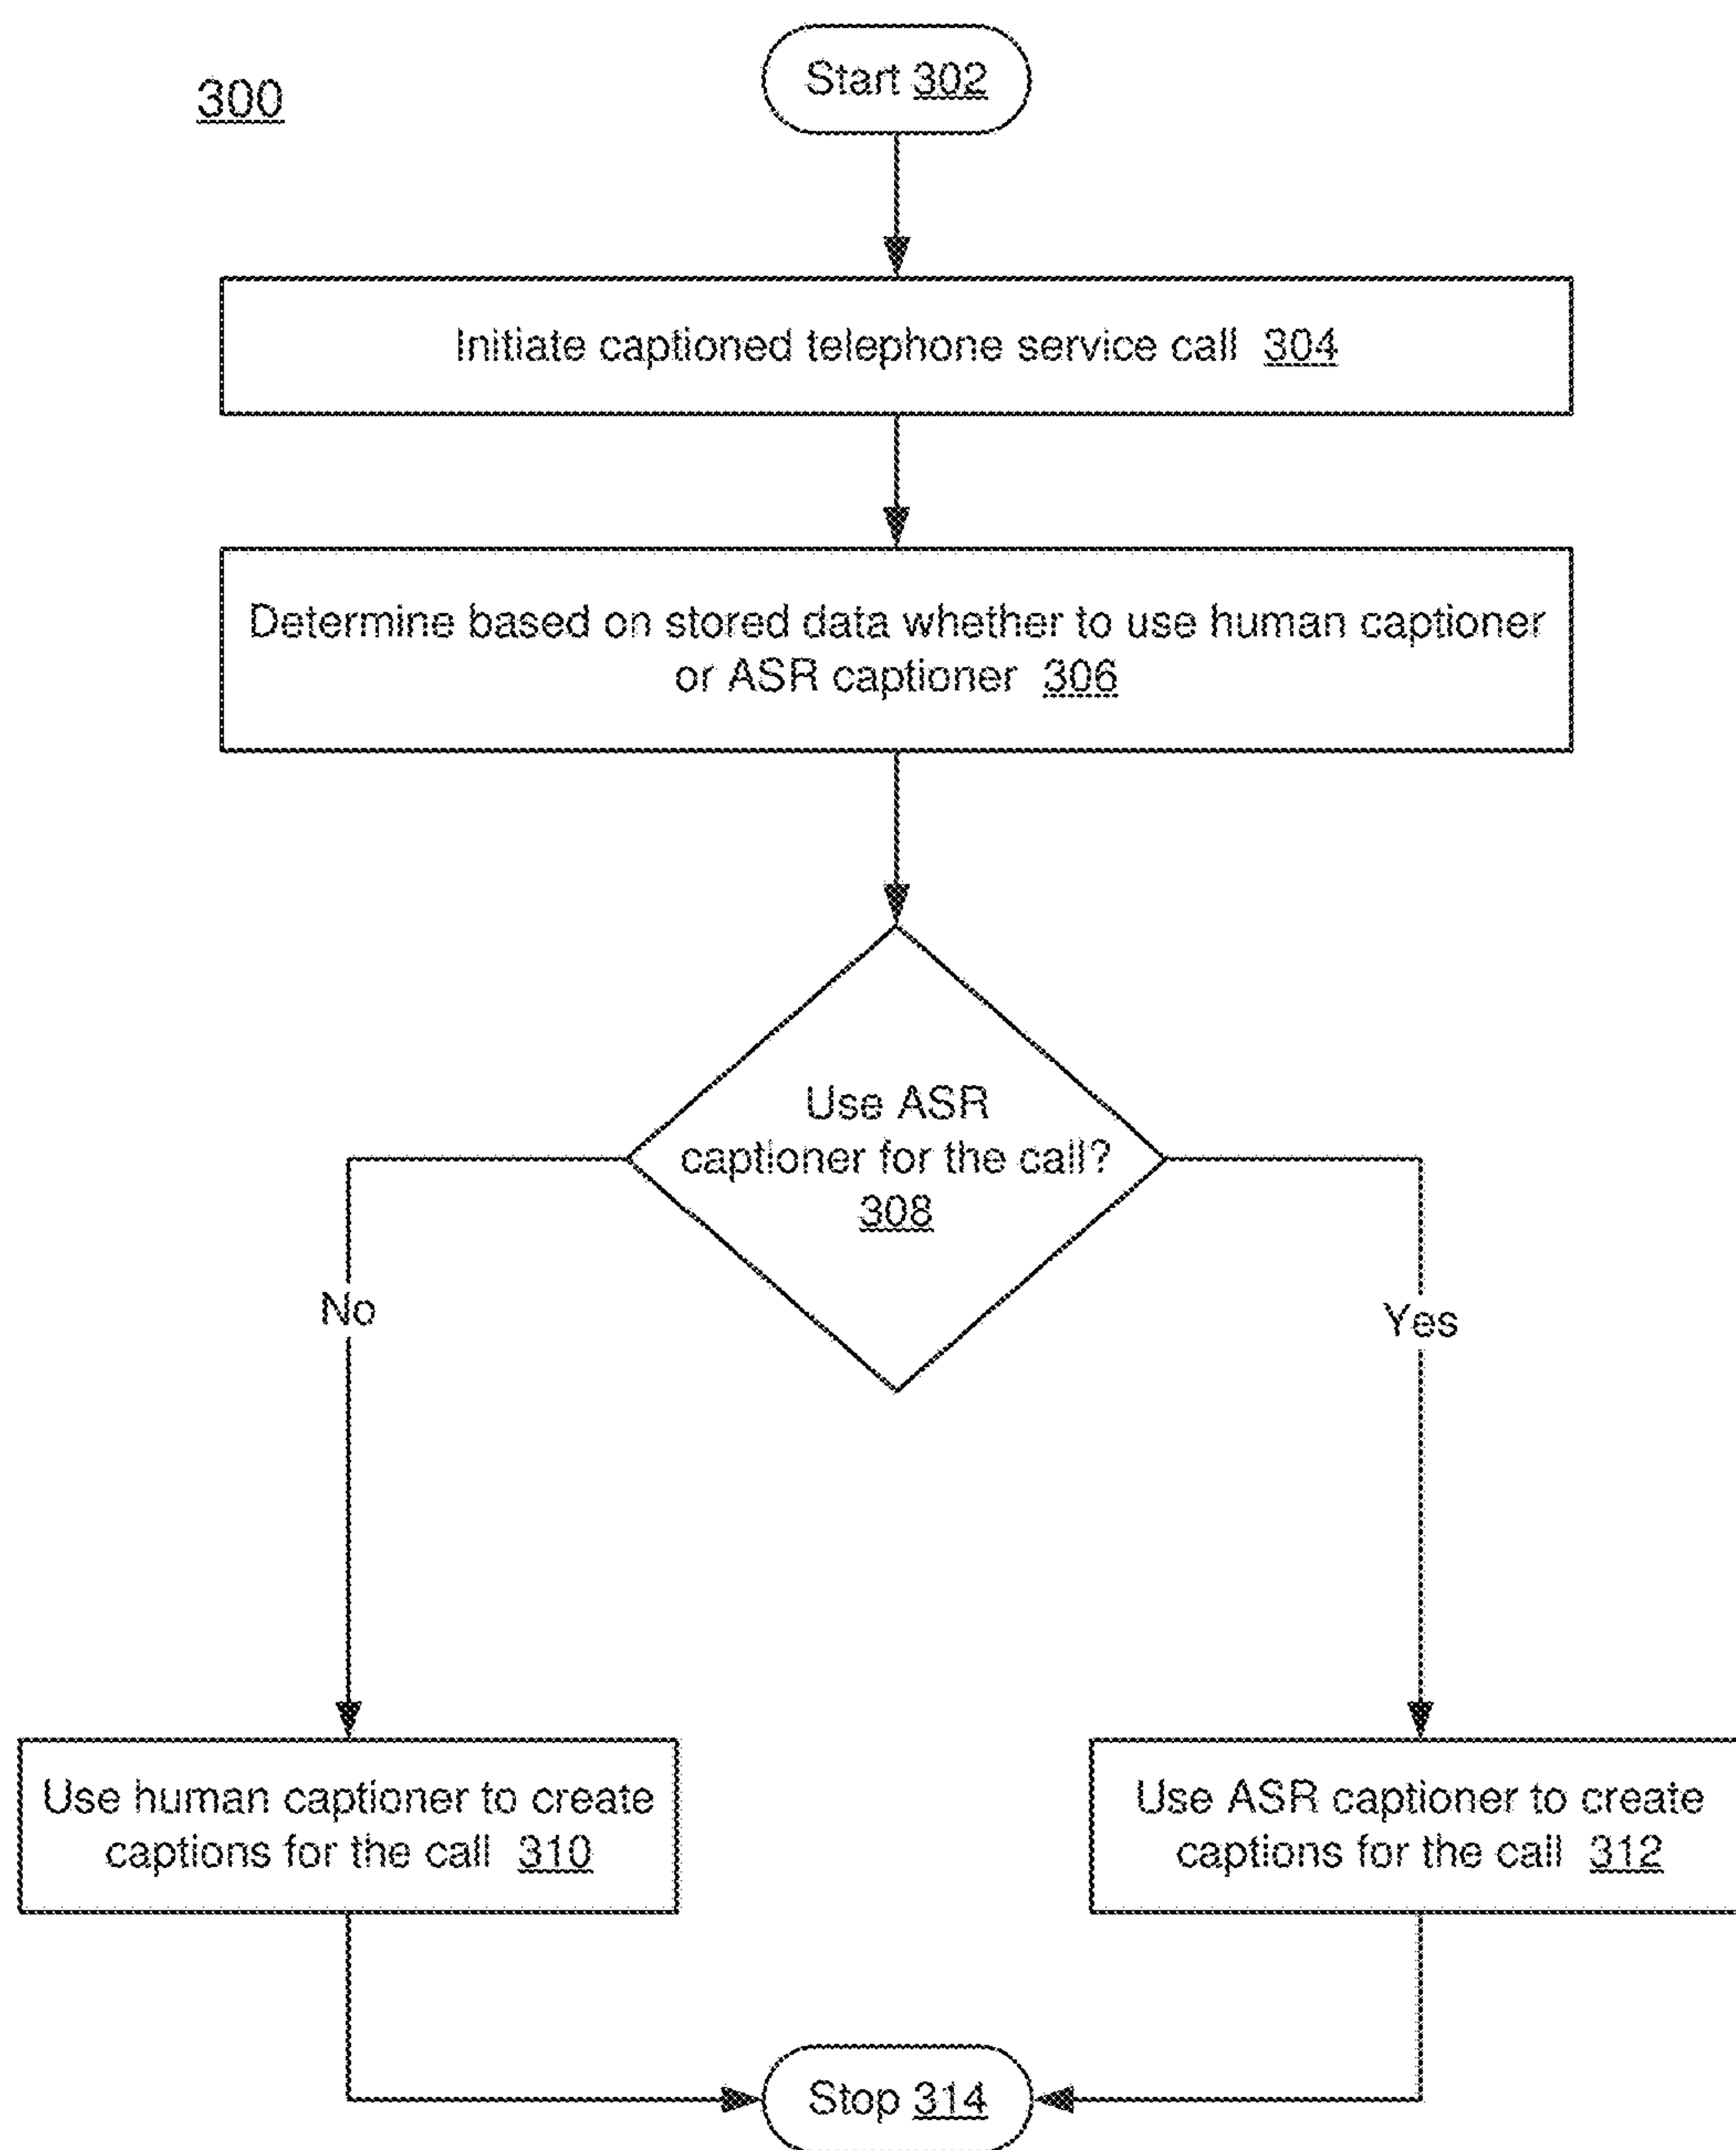 300
Start 302
Initiate captioned telephone service call 304
Determine based on stored data whether to use human captioner
or ASR captioner 306
Use ASR
captioner for the call?
308
No
Yes
Use human captioner to create
captions for the call 310
Use ASR captioner to create
captions for the call 312
Stop 314